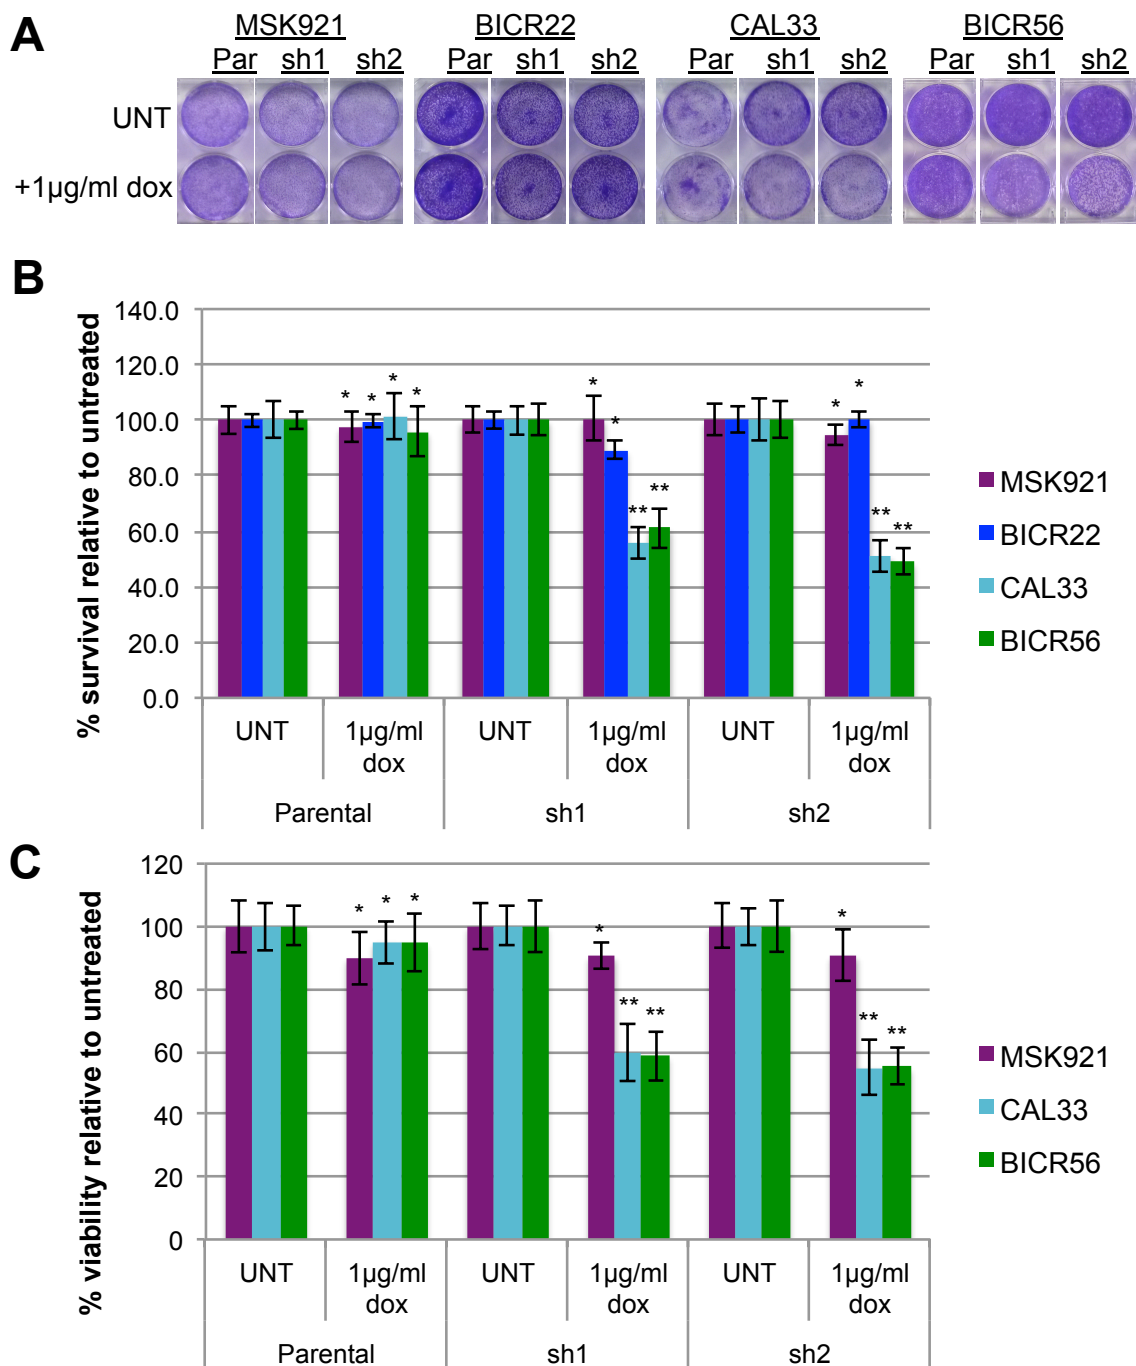 A
MSK921 BICR22 CAL33 BICR56
Par sh1 sh2 Par sh1 sh2 Par sh1 sh2 Par sh1 sh2
UNT
+1µg/ml dox
B
% survival relative to untreated
140.0
120.0
100.0
80.0
60.0
40.0
20.0
0.0
* * * * * * ** ** * * ** **
UNT 1µg/ml dox UNT 1µg/ml dox UNT 1µg/ml dox
Parental sh1 sh2
MSK921
BICR22
CAL33
BICR56
C
% viability relative to untreated
120
100
80
60
40
20
0
* * * * ** ** * ** **
UNT 1µg/ml dox UNT 1µg/ml dox UNT 1µg/ml dox
Parental sh1 sh2
MSK921
CAL33
BICR56